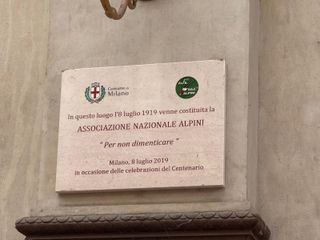 Comune di
Milano
In questo luogo l'8 luglio 1919 venne costituita la
ASSOCIAZIONE NAZIONALE ALPINI
"Per non dimenticare"
Milano, 8 luglio 2019
in occasione delle celebrazioni del Centenario